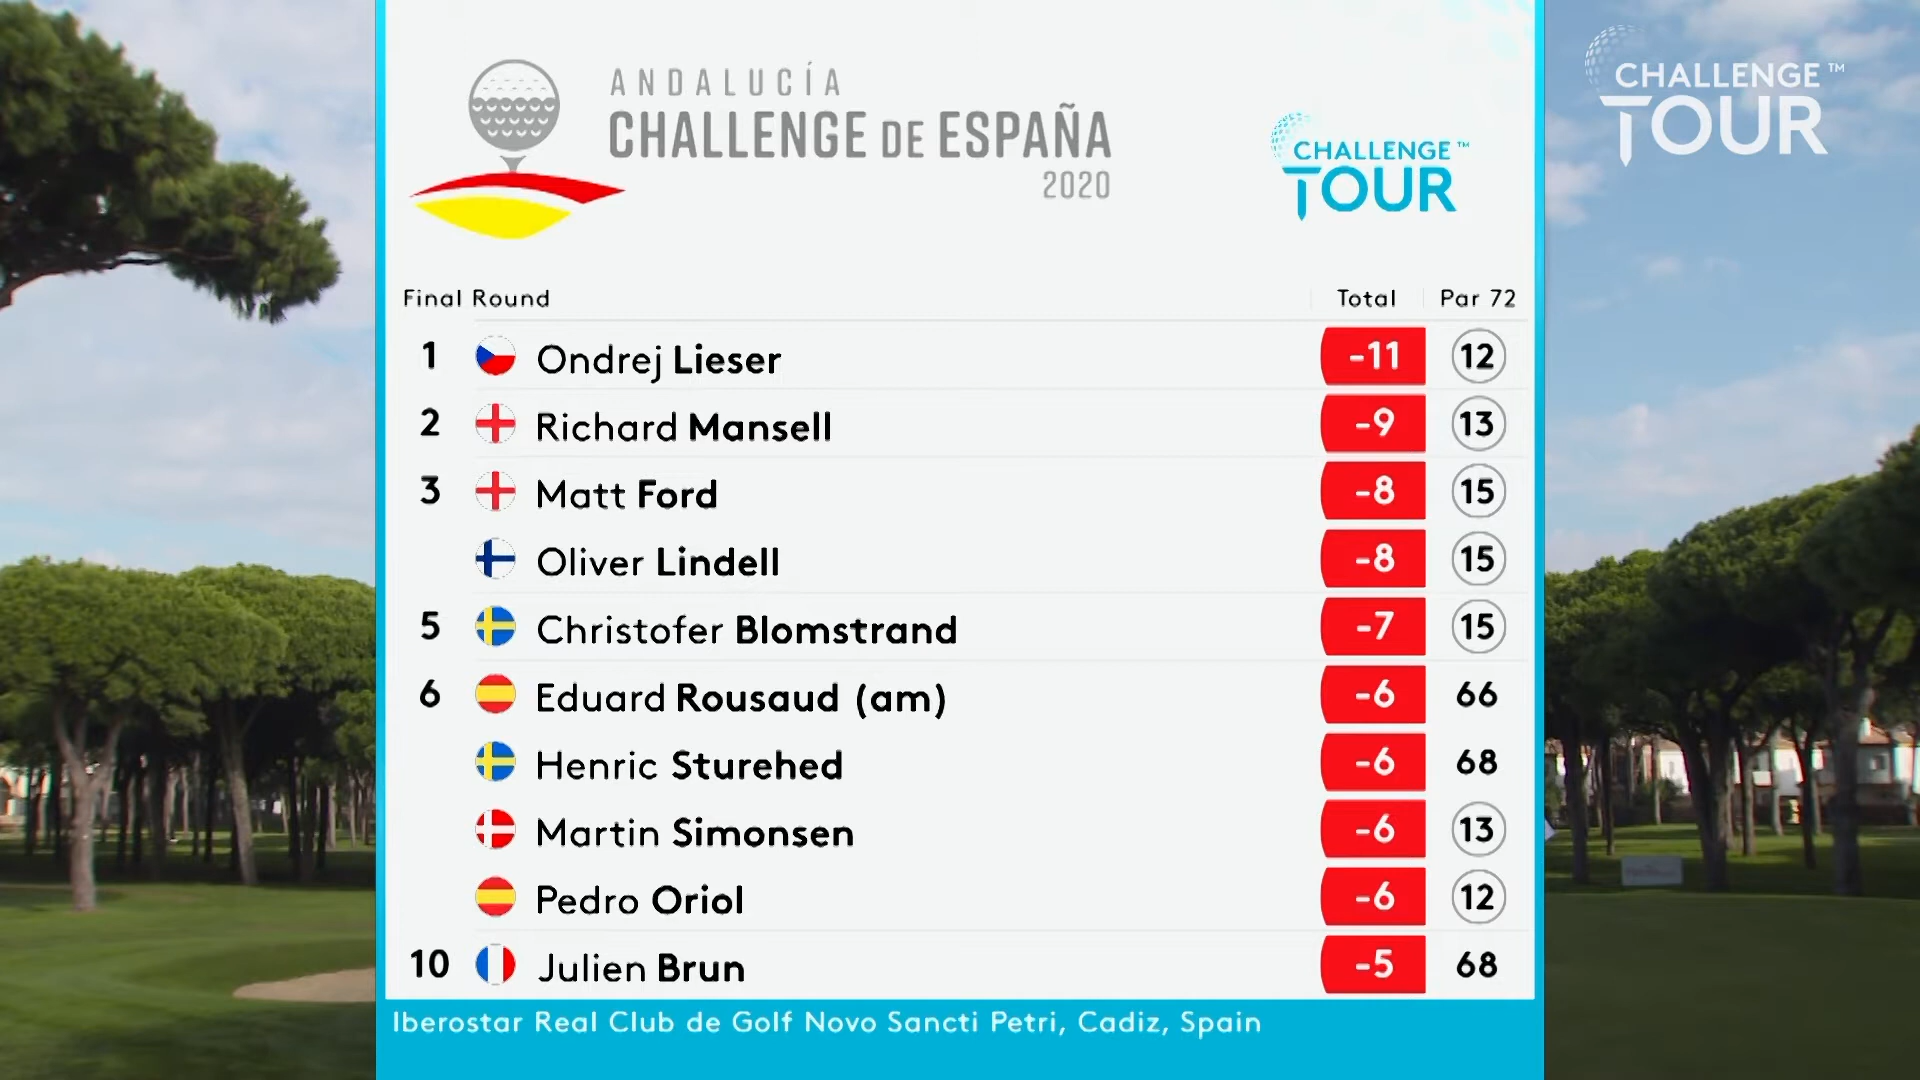 ANDALUCÍA
CHALLENGE DE ESPAÑA
2020
CHALLENGE™
TOUR
CHALLENGE™
TOUR
Final Round Total Par 72
1 Ondrej Lieser -11 12
2 Richard Mansell -9 13
3 Matt Ford -8 15
Oliver Lindell -8 15
5 Christofer Blomstrand -7 15
6 Eduard Rousaud (am) -6 66
Henric Sturehed -6 68
Martin Simonsen -6 13
Pedro Oriol -6 12
10 Julien Brun -5 68
Iberostar Real Club de Golf Novo Sancti Petri, Cadiz, Spain